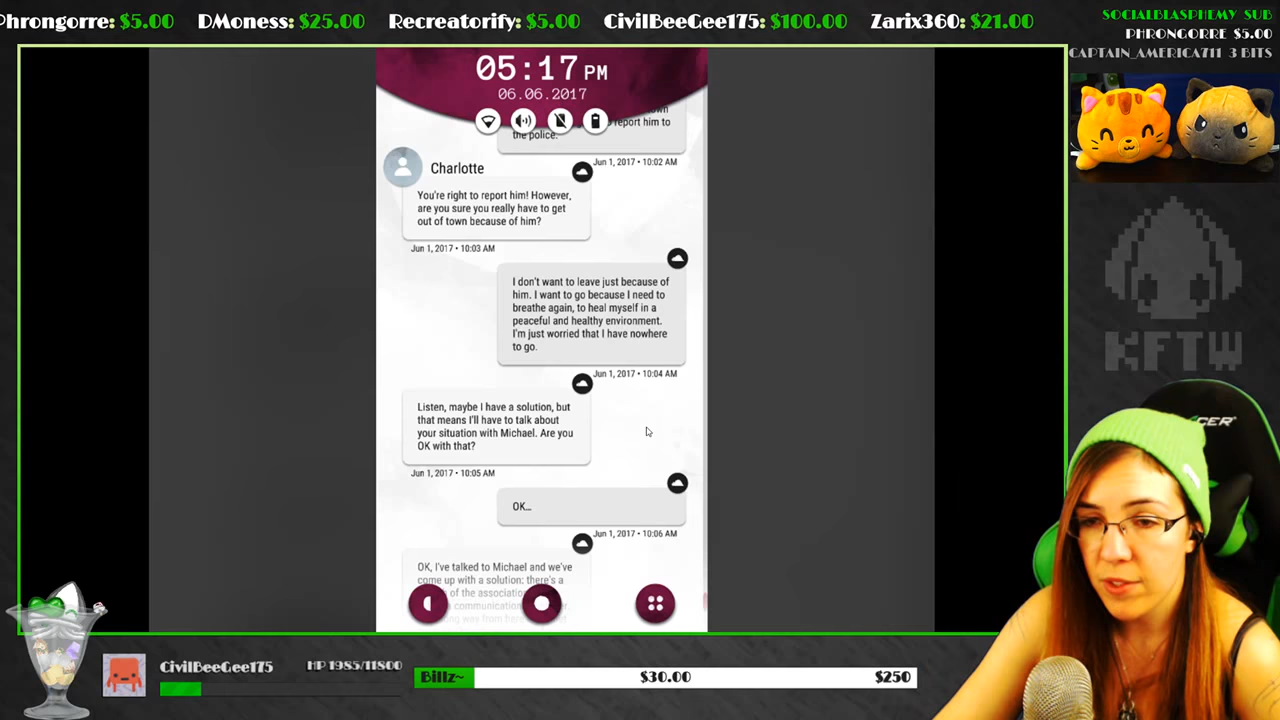 Phrongorre: $5.00 DMoness: $25.00 Recreatorify: $5.00 CivilBeeGee175: $100.00 Zarix360: $21.00
SOCIALBLASPHEMY SUB
PHRONGORRE $5.00
CAPTAIN_AMERICA711 3 BITS
05:17 PM
06.06.2017
report him to
the police.
Jun 1, 2017 • 10:02 AM
Charlotte
You're right to report him! However,
are you sure you really have to get
out of town because of him?
Jun 1, 2017 • 10:03 AM
I don't want to leave just because of
him. I want to go because I need to
breathe again, to heal myself in a
peaceful and healthy environment.
I'm just worried that I have nowhere
to go.
Jun 1, 2017 • 10:04 AM
Listen, maybe I have a solution, but
that means I'll have to talk about
your situation with Michael. Are you
OK with that?
Jun 1, 2017 • 10:05 AM
OK...
Jun 1, 2017 • 10:06 AM
OK, I've talked to Michael and we've
come up with a solution: there's a
of the association
communication
from here
KFTW
CivilBeeGee175 HP 1985/11800
Billz~ $30.00 $250